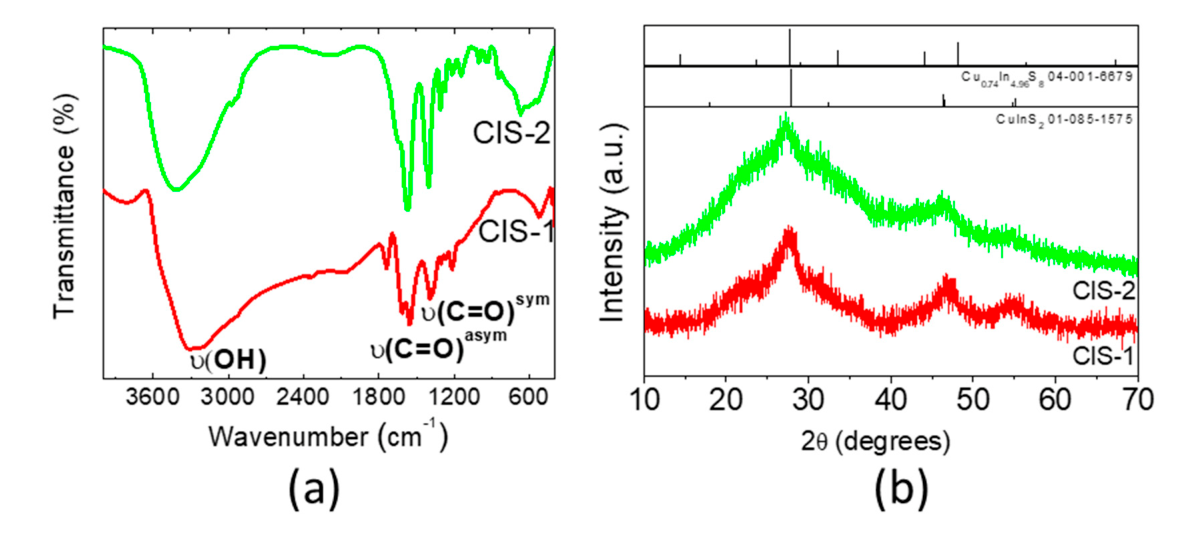 Transmittance (%)
CIS-2
CIS-1
υ(C=O)sym
υ(C=O)asym
υ(OH)
3600 3000 2400 1800 1200 600
Wavenumber (cm-1)
(a)
Intensity (a.u.)
Cu0.74In4.96S8 04-001-6679
CuInS2 01-085-1575
CIS-2
CIS-1
10 20 30 40 50 60 70
2θ (degrees)
(b)